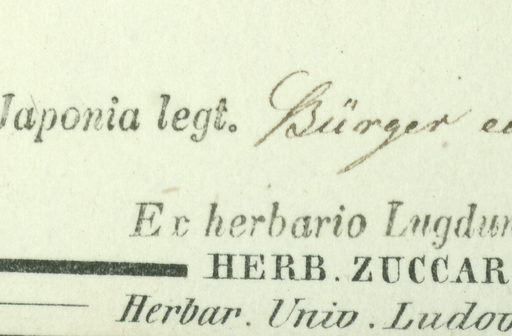 Japonia legt. Bürger
Ex herbario Lugdun
HERB. ZUCCAR
Herbar. Univ. Ludov